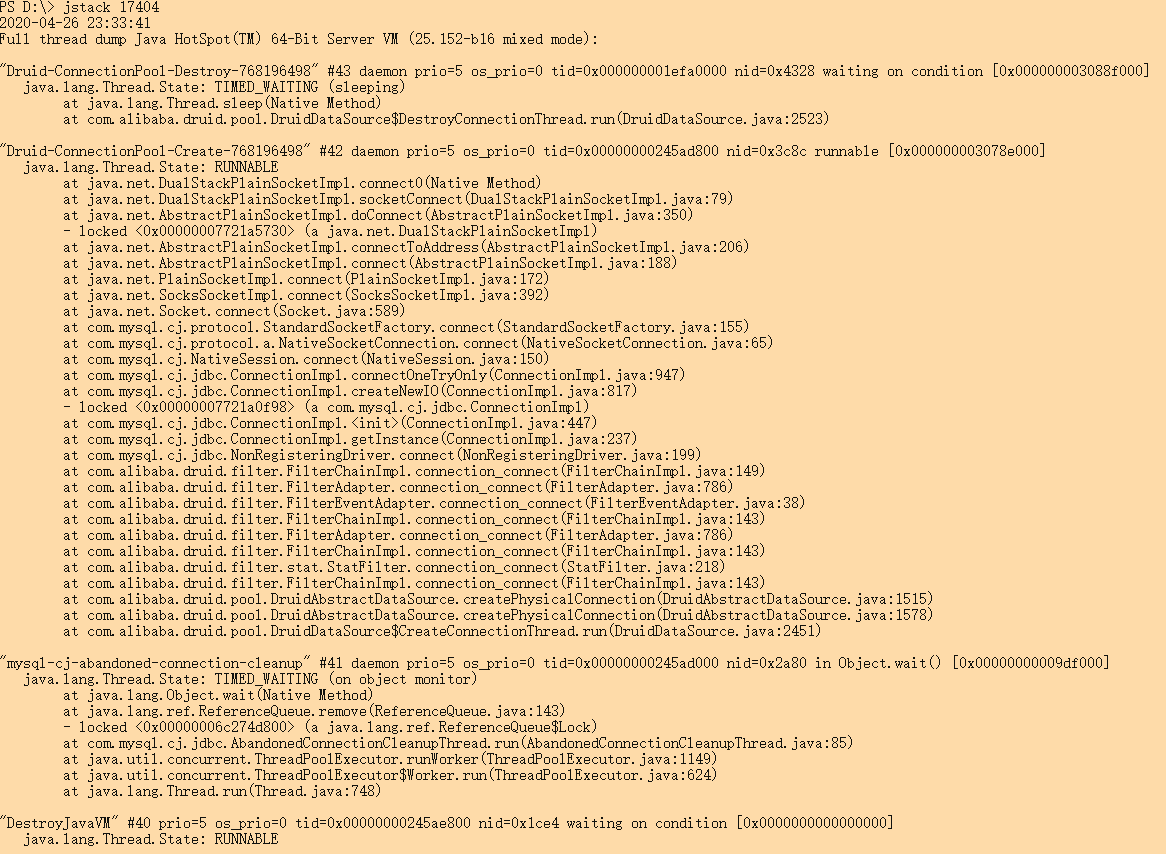 PS D:\> jstack 17404
2020-04-26 23:33:41
Full thread dump Java HotSpot(TM) 64-Bit Server VM (25.152-b16 mixed mode):
"Druid-ConnectionPool-Destroy-768196498" #43 daemon prio=5 os_prio=0 tid=0x000000001efa0000 nid=0x4328 waiting on condition [0x000000003088f000]
java.lang.Thread.State: TIMED_WAITING (sleeping)
at java.lang.Thread.sleep(Native Method)
at com.alibaba.druid.pool.DruidDataSource$DestroyConnectionThread.run(DruidDataSource.java:2523)
"Druid-ConnectionPool-Create-768196498" #42 daemon prio=5 os_prio=0 tid=0x00000000245ad800 nid=0x3c8c runnable [0x000000003078e000]
java.lang.Thread.State: RUNNABLE
at java.net.DualStackPlainSocketImpl.connect0(Native Method)
at java.net.DualStackPlainSocketImpl.socketConnect(DualStackPlainSocketImpl.java:79)
at java.net.AbstractPlainSocketImpl.doConnect(AbstractPlainSocketImpl.java:350)
- locked <0x00000007721a5730> (a java.net.DualStackPlainSocketImpl)
at java.net.AbstractPlainSocketImpl.connectToAddress(AbstractPlainSocketImpl.java:206)
at java.net.AbstractPlainSocketImpl.connect(AbstractPlainSocketImpl.java:188)
at java.net.PlainSocketImpl.connect(PlainSocketImpl.java:172)
at java.net.SocksSocketImpl.connect(SocksSocketImpl.java:392)
at java.net.Socket.connect(Socket.java:589)
at com.mysql.cj.protocol.StandardSocketFactory.connect(StandardSocketFactory.java:155)
at com.mysql.cj.protocol.a.NativeSocketConnection.connect(NativeSocketConnection.java:65)
at com.mysql.cj.NativeSession.connect(NativeSession.java:150)
at com.mysql.cj.jdbc.ConnectionImpl.connectOneTryOnly(ConnectionImpl.java:947)
at com.mysql.cj.jdbc.ConnectionImpl.createNewIO(ConnectionImpl.java:817)
- locked <0x00000007721a0f98> (a com.mysql.cj.jdbc.ConnectionImpl)
at com.mysql.cj.jdbc.ConnectionImpl.<init>(ConnectionImpl.java:447)
at com.mysql.cj.jdbc.ConnectionImpl.getInstance(ConnectionImpl.java:237)
at com.mysql.cj.jdbc.NonRegisteringDriver.connect(NonRegisteringDriver.java:199)
at com.alibaba.druid.filter.FilterChainImpl.connection_connect(FilterChainImpl.java:149)
at com.alibaba.druid.filter.FilterAdapter.connection_connect(FilterAdapter.java:786)
at com.alibaba.druid.filter.FilterEventAdapter.connection_connect(FilterEventAdapter.java:38)
at com.alibaba.druid.filter.FilterChainImpl.connection_connect(FilterChainImpl.java:143)
at com.alibaba.druid.filter.FilterAdapter.connection_connect(FilterAdapter.java:786)
at com.alibaba.druid.filter.FilterChainImpl.connection_connect(FilterChainImpl.java:143)
at com.alibaba.druid.filter.stat.StatFilter.connection_connect(StatFilter.java:218)
at com.alibaba.druid.filter.FilterChainImpl.connection_connect(FilterChainImpl.java:143)
at com.alibaba.druid.pool.DruidAbstractDataSource.createPhysicalConnection(DruidAbstractDataSource.java:1515)
at com.alibaba.druid.pool.DruidAbstractDataSource.createPhysicalConnection(DruidAbstractDataSource.java:1578)
at com.alibaba.druid.pool.DruidDataSource$CreateConnectionThread.run(DruidDataSource.java:2451)
"mysql-cj-abandoned-connection-cleanup" #41 daemon prio=5 os_prio=0 tid=0x00000000245ad000 nid=0x2a80 in Object.wait() [0x00000000009df000]
java.lang.Thread.State: TIMED_WAITING (on object monitor)
at java.lang.Object.wait(Native Method)
at java.lang.ref.ReferenceQueue.remove(ReferenceQueue.java:143)
- locked <0x00000006c274d800> (a java.lang.ref.ReferenceQueue$Lock)
at com.mysql.cj.jdbc.AbandonedConnectionCleanupThread.run(AbandonedConnectionCleanupThread.java:85)
at java.util.concurrent.ThreadPoolExecutor.runWorker(ThreadPoolExecutor.java:1149)
at java.util.concurrent.ThreadPoolExecutor$Worker.run(ThreadPoolExecutor.java:624)
at java.lang.Thread.run(Thread.java:748)
"DestroyJavaVM" #40 prio=5 os_prio=0 tid=0x00000000245ae800 nid=0x1ce4 waiting on condition [0x0000000000000000]
java.lang.Thread.State: RUNNABLE